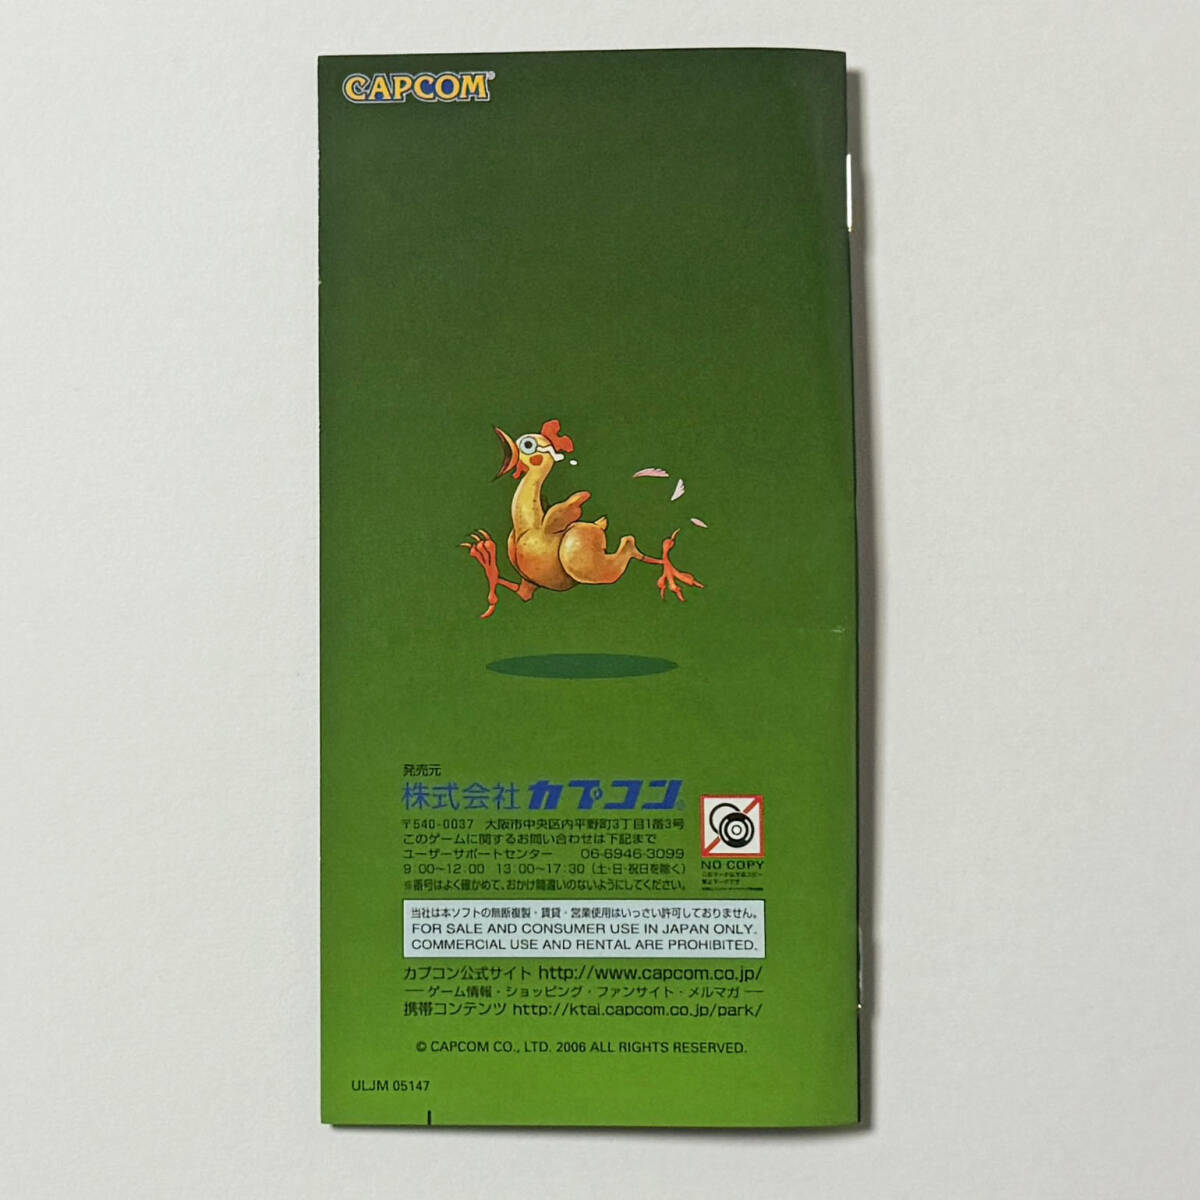 CAPCOM®
発売元
株式会社 カプコン®
〒540-0037 大阪市中央区内平野町3丁目1番3号
このゲームに関するお問い合わせは下記まで
ユーザーサポートセンター 06-6946-3099
9:00〜12:00 13:00〜17:30（土・日・祝日を除く）
※番号はよく確かめて、おかけ間違いのないようにしてください。
NO COPY
当社は本ソフトの無断複製・賃貸・営業使用はいっさい許可しておりません。
FOR SALE AND CONSUMER USE IN JAPAN ONLY.
COMMERCIAL USE AND RENTAL ARE PROHIBITED.
カプコン公式サイト http://www.capcom.co.jp/
―ゲーム情報・ショッピング・ファンサイト・メルマガ―
携帯コンテンツ http://ktai.capcom.co.jp/park/
© CAPCOM CO., LTD. 2006 ALL RIGHTS RESERVED.
ULJM 05147